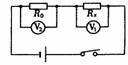 R₀ Rₓ
V₂ V₁